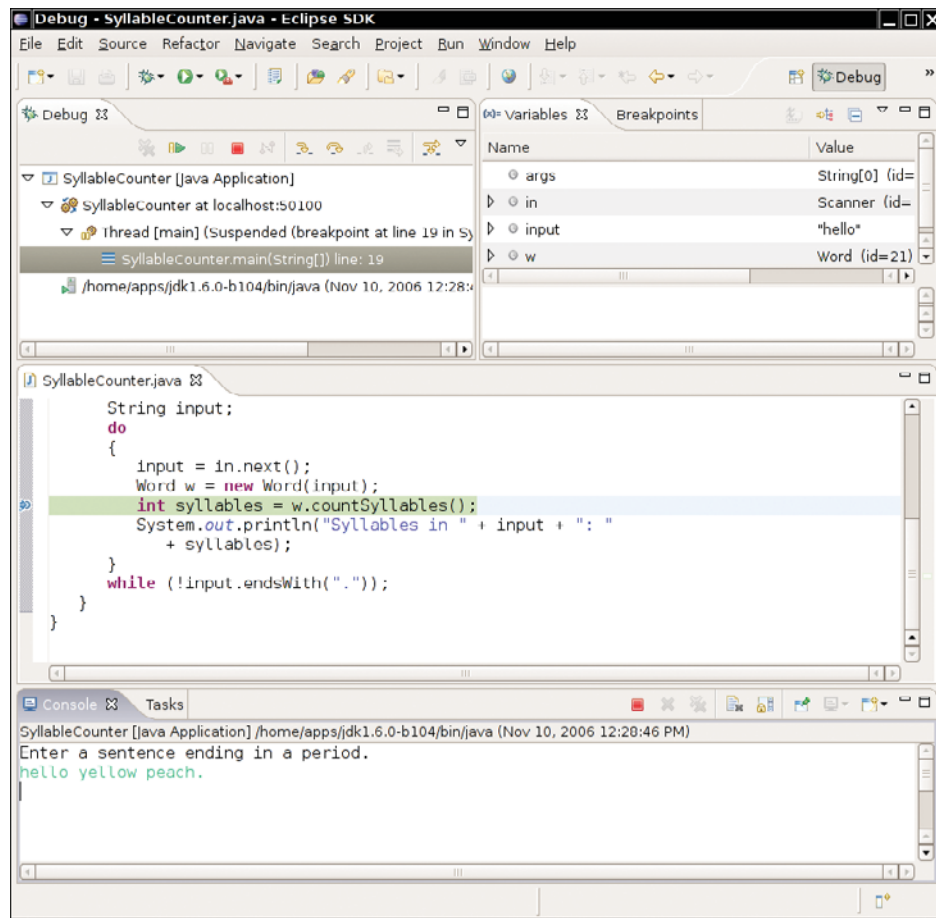 Debug - SyllableCounter.java - Eclipse SDK
File Edit Source Refactor Navigate Search Project Run Window Help
Debug
Debug
Variables Breakpoints
Name Value
SyllableCounter [Java Application]
SyllableCounter at localhost:50100
Thread [main] (Suspended (breakpoint at line 19 in Sy
SyllableCounter.main(String[]) line: 19
/home/apps/jdk1.6.0-b104/bin/java (Nov 10, 2006 12:28:4
args String[0] (id=
in Scanner (id=
input "hello"
w Word (id=21)
SyllableCounter.java
String input;
do
{
input = in.next();
Word w = new Word(input);
int syllables = w.countSyllables();
System.out.println("Syllables in " + input + ": "
+ syllables);
}
while (!input.endsWith("."));
}
}
Console Tasks
SyllableCounter [Java Application] /home/apps/jdk1.6.0-b104/bin/java (Nov 10, 2006 12:28:46 PM)
Enter a sentence ending in a period.
hello yellow peach.